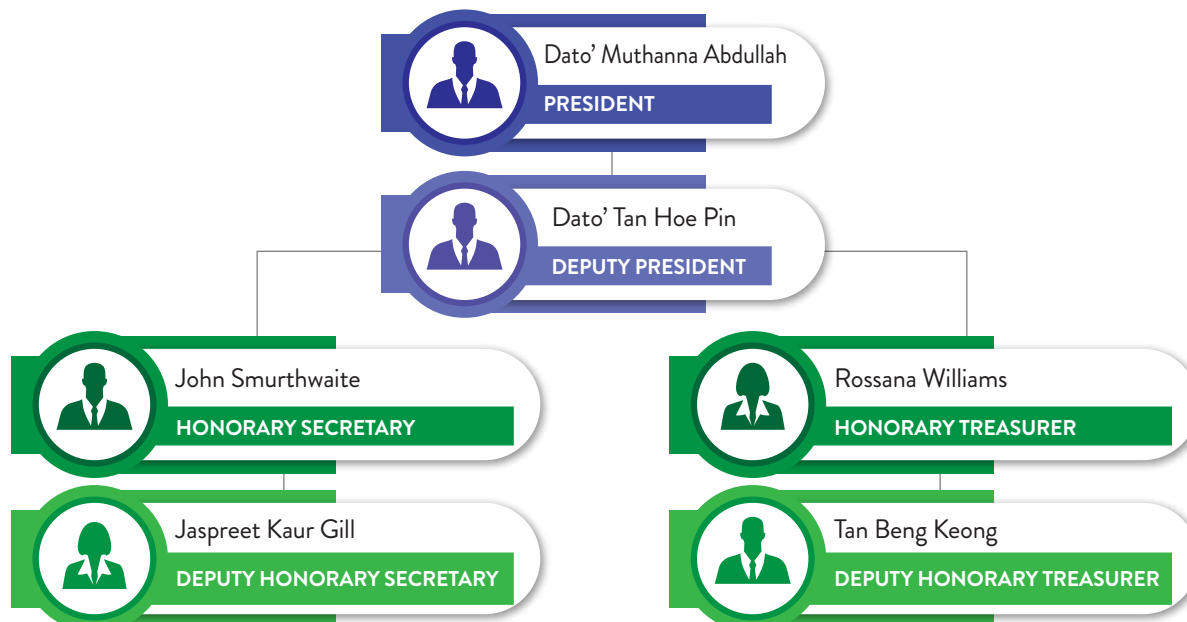 Dato’ Muthanna Abdullah
PRESIDENT
Dato’ Tan Hoe Pin
DEPUTY PRESIDENT
John Smurthwaite
HONORARY SECRETARY
Rossana Williams
HONORARY TREASURER
Jaspreet Kaur Gill
DEPUTY HONORARY SECRETARY
Tan Beng Keong
DEPUTY HONORARY TREASURER